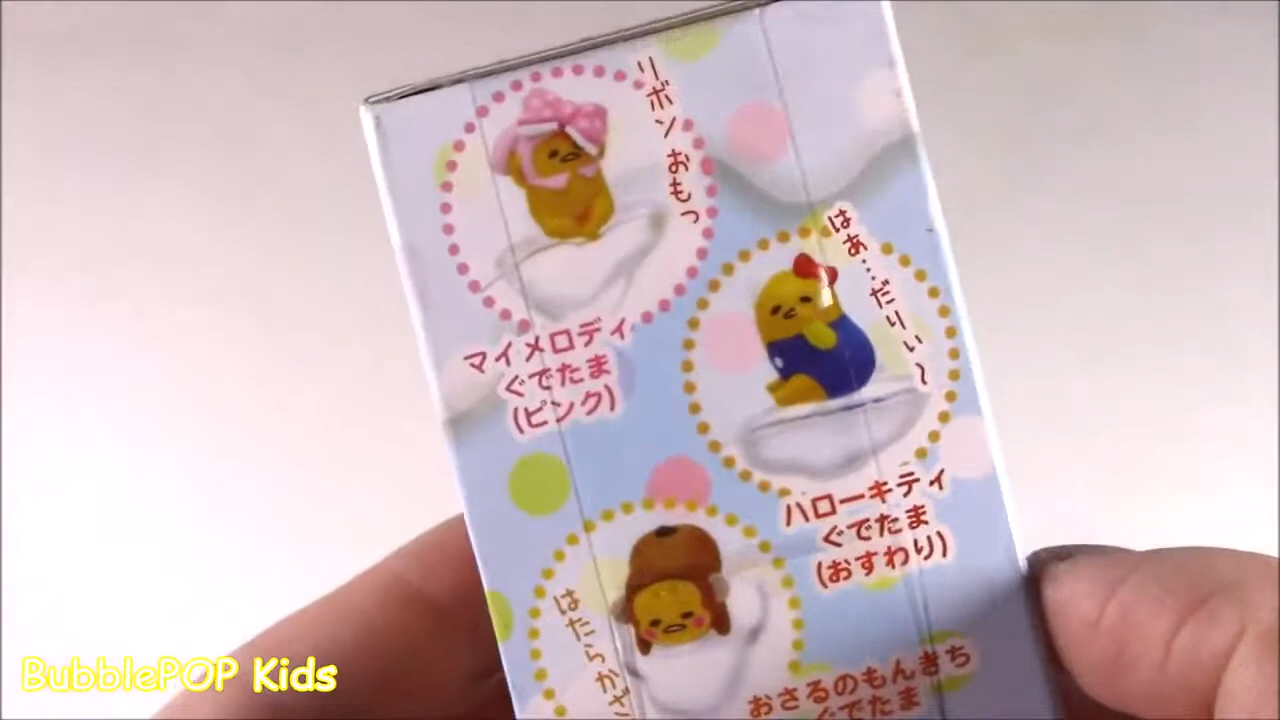 リボン おもっ
マイメロディ
ぐでたま
(ピンク)
はぁ…だりぃ〜
ハローキティ
ぐでたま
(おすわり)
はたらかざ
おさるのもんきち
ぐでたま
BubblePOP Kids